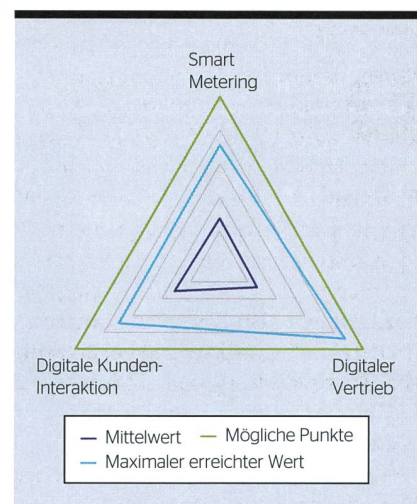 Smart
Metering
Digitale Kunden-
Interaktion
Digitaler
Vertrieb
Mittelwert
Mögliche Punkte
Maximaler erreichter Wert